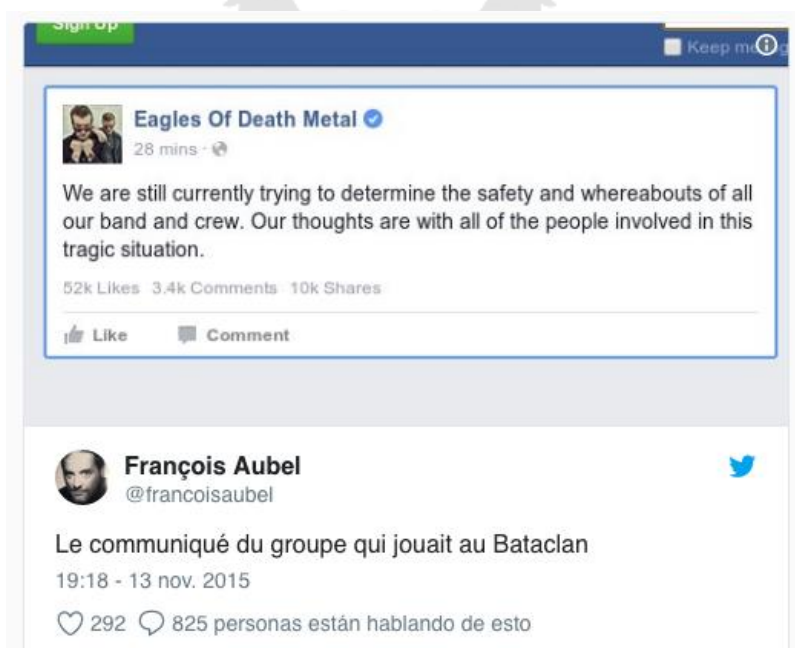 Sign Up
Keep me
Eagles Of Death Metal
28 mins ·
We are still currently trying to determine the safety and whereabouts of all
our band and crew. Our thoughts are with all of the people involved in this
tragic situation.
52k Likes 3.4k Comments 10k Shares
Like Comment
François Aubel
@francoisaubel
Le communiqué du groupe qui jouait au Bataclan
19:18 - 13 nov. 2015
292 825 personas están hablando de esto